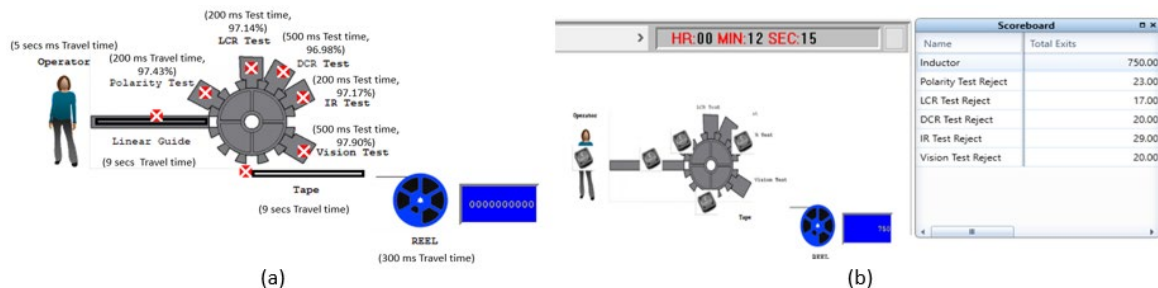 (200 ms Test time,
97.14%)
LCR Test
(500 ms Test time,
96.98%)
DCR Test
(5 secs ms Travel time)
Operator
(200 ms Travel time,
97.43%)
Polarity Test
(200 ms Test time,
97.17%)
IR Test
(500 ms Test time,
97.90%)
Vision Test
Linear Guide
(9 secs Travel time)
Tape
(9 secs Travel time)
0000000000
REEL
(300 ms Travel time)
(a)
HR:00 MIN:12 SEC:15
LCR Test
Operator
Vision Test
Tape
750
REEL
Scoreboard
Name Total Exits
Inductor 750.00
Polarity Test Reject 23.00
LCR Test Reject 17.00
DCR Test Reject 20.00
IR Test Reject 29.00
Vision Test Reject 20.00
(b)